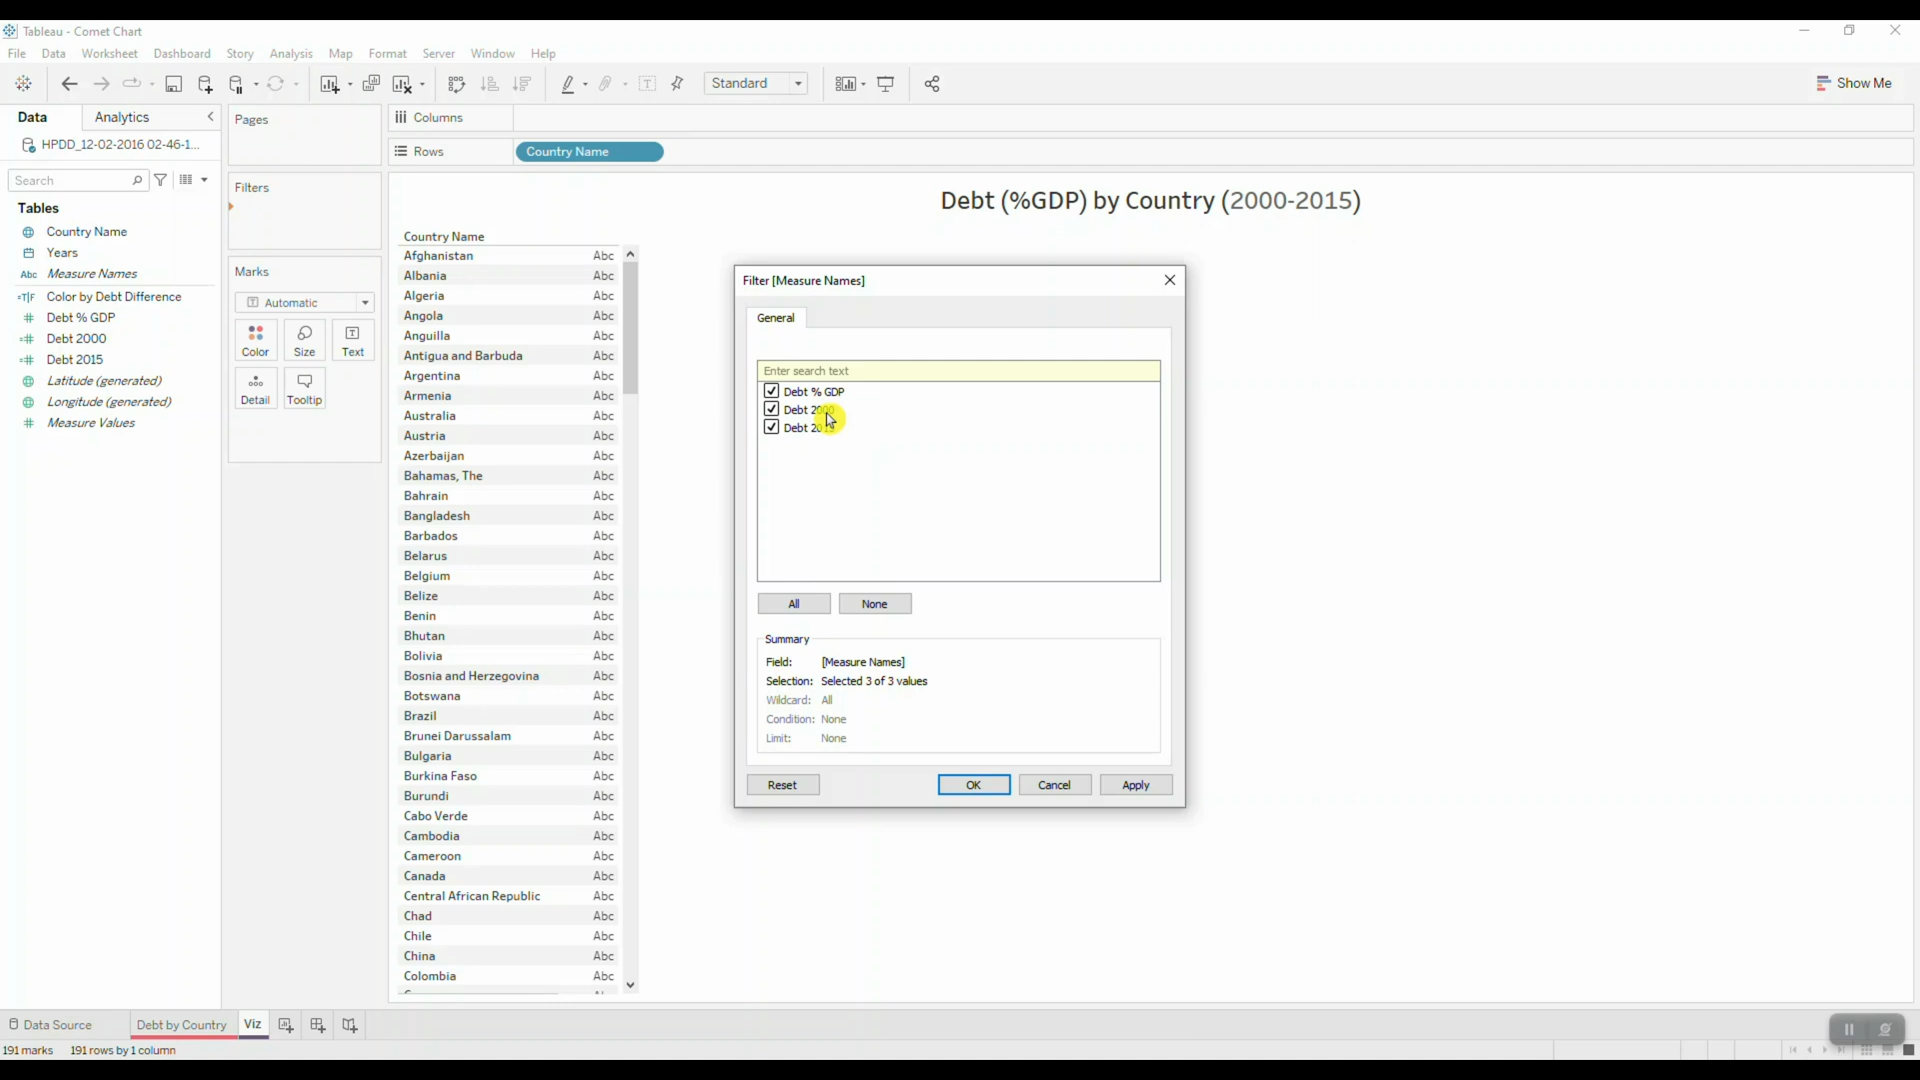 Tableau - Comet Chart
File Data Worksheet Dashboard Story Analysis Map Format Server Window Help
Standard
Show Me
Data Analytics
Pages
Columns
HPDD_12-02-2016 02-46-1...
Rows
Country Name
Search
Filters
Debt (%GDP) by Country (2000-2015)
Tables
Country Name
Years
Abc Measure Names
=T|F Color by Debt Difference
# Debt % GDP
=# Debt 2000
=# Debt 2015
Latitude (generated)
Longitude (generated)
# Measure Values
Marks
Automatic
Color Size Text
Detail Tooltip
Country Name
Afghanistan Abc
Albania Abc
Algeria Abc
Angola Abc
Anguilla Abc
Antigua and Barbuda Abc
Argentina Abc
Armenia Abc
Australia Abc
Austria Abc
Azerbaijan Abc
Bahamas, The Abc
Bahrain Abc
Bangladesh Abc
Barbados Abc
Belarus Abc
Belgium Abc
Belize Abc
Benin Abc
Bhutan Abc
Bolivia Abc
Bosnia and Herzegovina Abc
Botswana Abc
Brazil Abc
Brunei Darussalam Abc
Bulgaria Abc
Burkina Faso Abc
Burundi Abc
Cabo Verde Abc
Cambodia Abc
Cameroon Abc
Canada Abc
Central African Republic Abc
Chad Abc
Chile Abc
China Abc
Colombia Abc
Filter [Measure Names]
General
Enter search text
Debt % GDP
Debt 2000
Debt
All None
Summary
Field: [Measure Names]
Selection: Selected 3 of 3 values
Wildcard: All
Condition: None
Limit: None
Reset OK Cancel Apply
Data Source Debt by Country Viz
191 marks 191 rows by 1 column